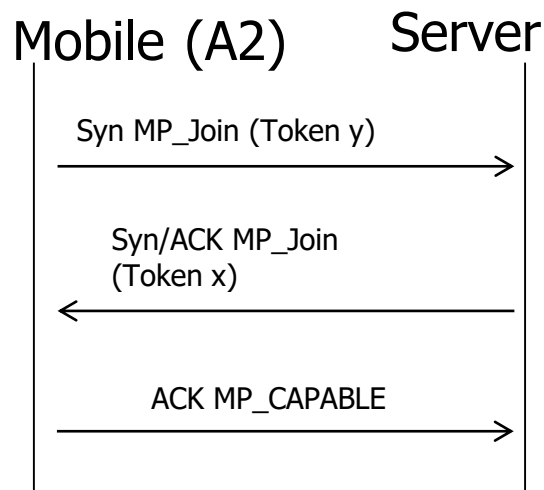 Mobile (A2) Server
Syn MP_Join (Token y)
Syn/ACK MP_Join
(Token x)
ACK MP_CAPABLE